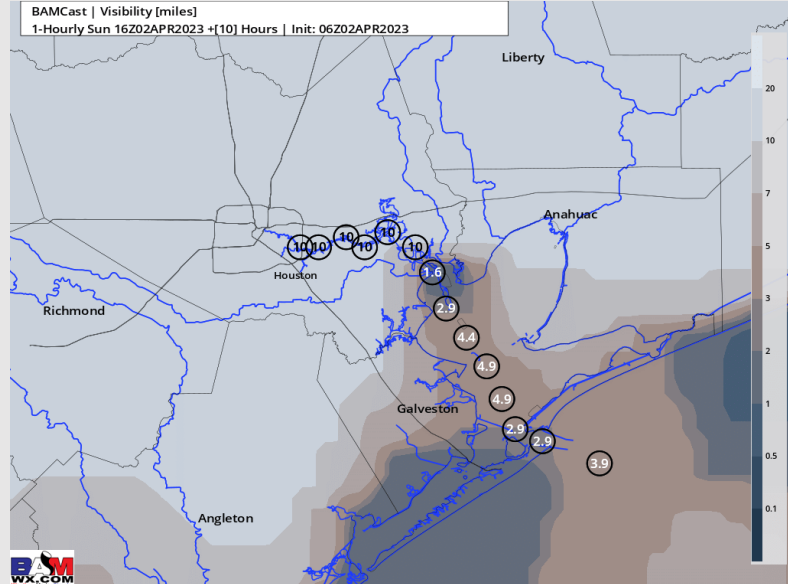 BAMCast | Visibility [miles]
1-Hourly Sun 16Z02APR2023 +[10] Hours | Init: 06Z02APR2023
Liberty
20
10
7
Anahuac
10
10
10
10
10
10
5
Houston
1.6
3
Richmond
2.9
4.4
2
4.9
4.9
1
Galveston
2.9
2.9
0.5
3.9
0.1
Angleton
BAM
WX.COM